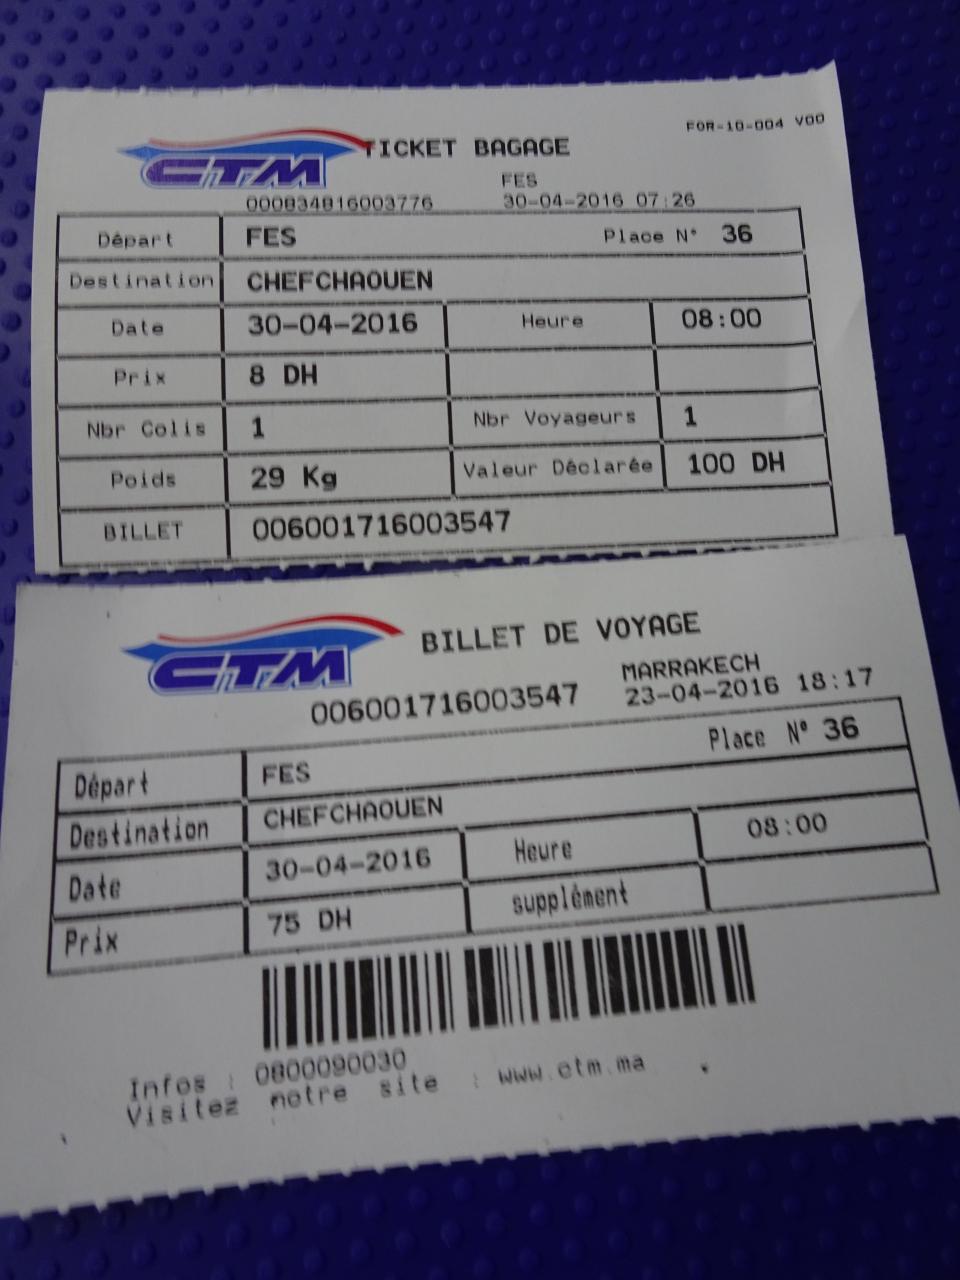 FOR-10-004 V00
CTM TICKET BAGAGE
FES
000834816003776 30-04-2016 07:26
Départ FES Place N° 36
Destination CHEFCHAOUEN
Date 30-04-2016 Heure 08:00
Prix 8 DH
Nbr Colis 1 Nbr Voyageurs 1
Poids 29 Kg Valeur Déclarée 100 DH
BILLET 006001716003547
CTM BILLET DE VOYAGE
MARRAKECH
006001716003547 23-04-2016 18:17
Départ FES Place N° 36
Destination CHEFCHAOUEN
Date 30-04-2016 Heure 08:00
Prix 75 DH supplément
Infos : 0800090030
Visitez notre site : www.ctm.ma